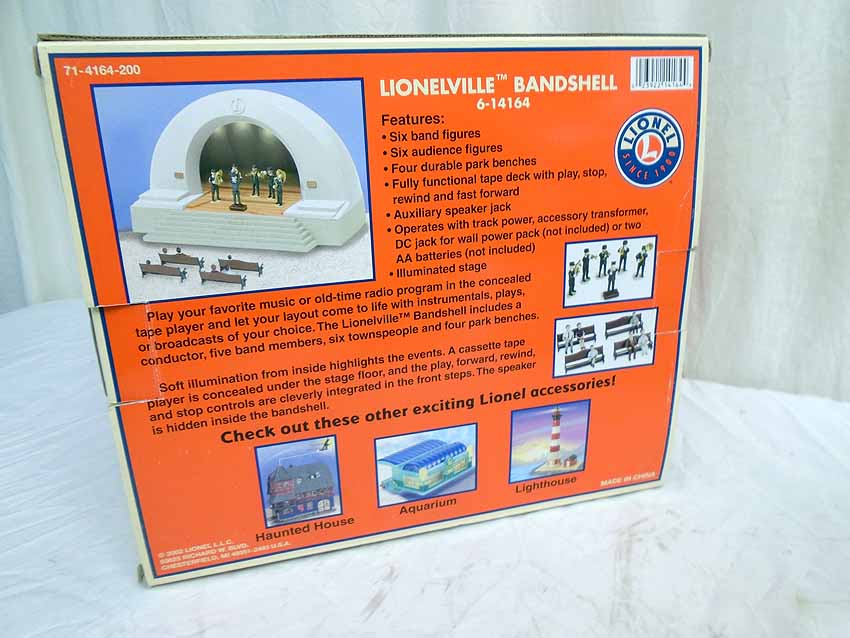 71-4164-200
LIONELVILLE™ BANDSHELL
6-14164
LIONEL
L
SINCE 1900
Features:
• Six band figures
• Six audience figures
• Four durable park benches
• Fully functional tape deck with play, stop,
rewind and fast forward
• Auxiliary speaker jack
• Operates with track power, accessory transformer,
DC jack for wall power pack (not included) or two
AA batteries (not included)
• Illuminated stage
Play your favorite music or old-time radio program in the concealed
tape player and let your layout come to life with instrumentals, plays,
or broadcasts of your choice. The Lionelville™ Bandshell includes a
conductor, five band members, six townspeople and four park benches.
Soft illumination from inside highlights the events. A cassette tape
player is concealed under the stage floor, and the play, forward, rewind,
and stop controls are cleverly integrated in the front steps. The speaker
is hidden inside the bandshell.
Check out these other exciting Lionel accessories!
Haunted House
Aquarium
Lighthouse
© 2002 LIONEL L.L.C.
CHESTERFIELD, MI 48051-2493 U.S.A.
MADE IN CHINA